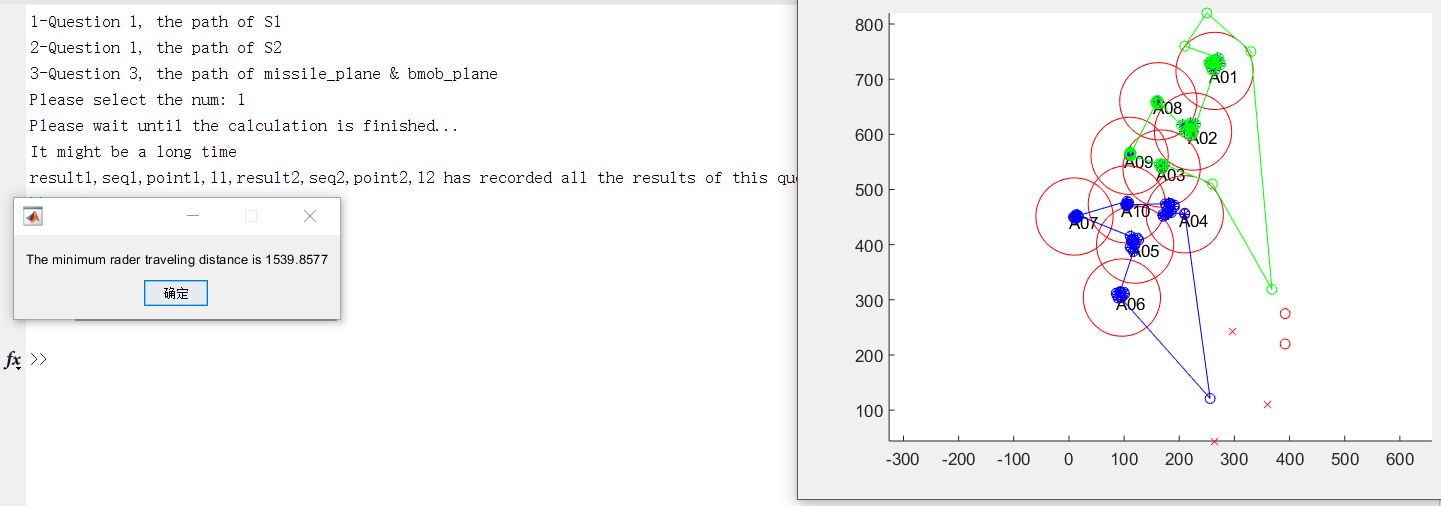 1-Question 1, the path of S1
2-Question 1, the path of S2
3-Question 3, the path of missile_plane & bmob_plane
Please select the num: 1
Please wait until the calculation is finished...
It might be a long time
result1,seq1,point1,l1,result2,seq2,point2,l2 has recorded all the results of this que
The minimum rader traveling distance is 1539.8577
确定
fx >>
800
700
600
500
400
300
200
100
-300 -200 -100 0 100 200 300 400 500 600
A01
A08
A02
A09
A03
A10
A07
A04
A05
A06